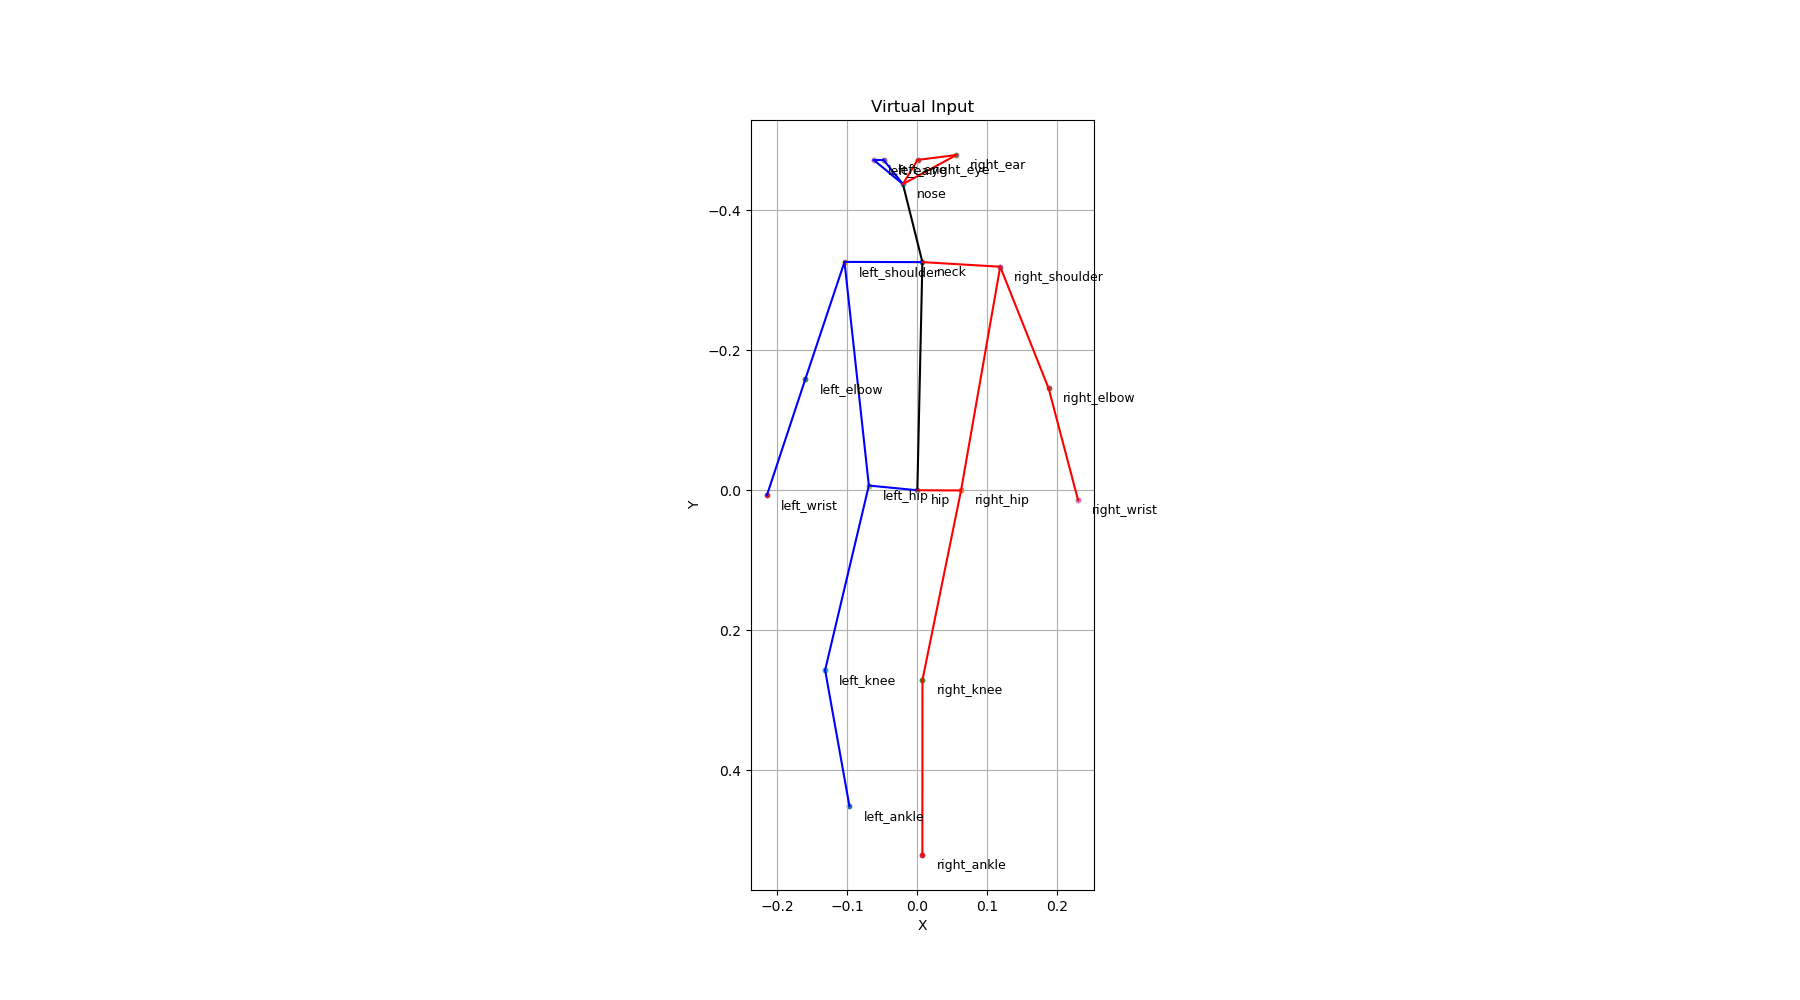 Virtual Input
right_ear
left_ear
left_eye
right_eye
nose
−0.4
left_shoulder
neck
right_shoulder
−0.2
left_elbow
right_elbow
0.0
left_hip
hip
right_hip
left_wrist
right_wrist
Y
0.2
left_knee
right_knee
0.4
left_ankle
right_ankle
−0.2 −0.1 0.0 0.1 0.2
X